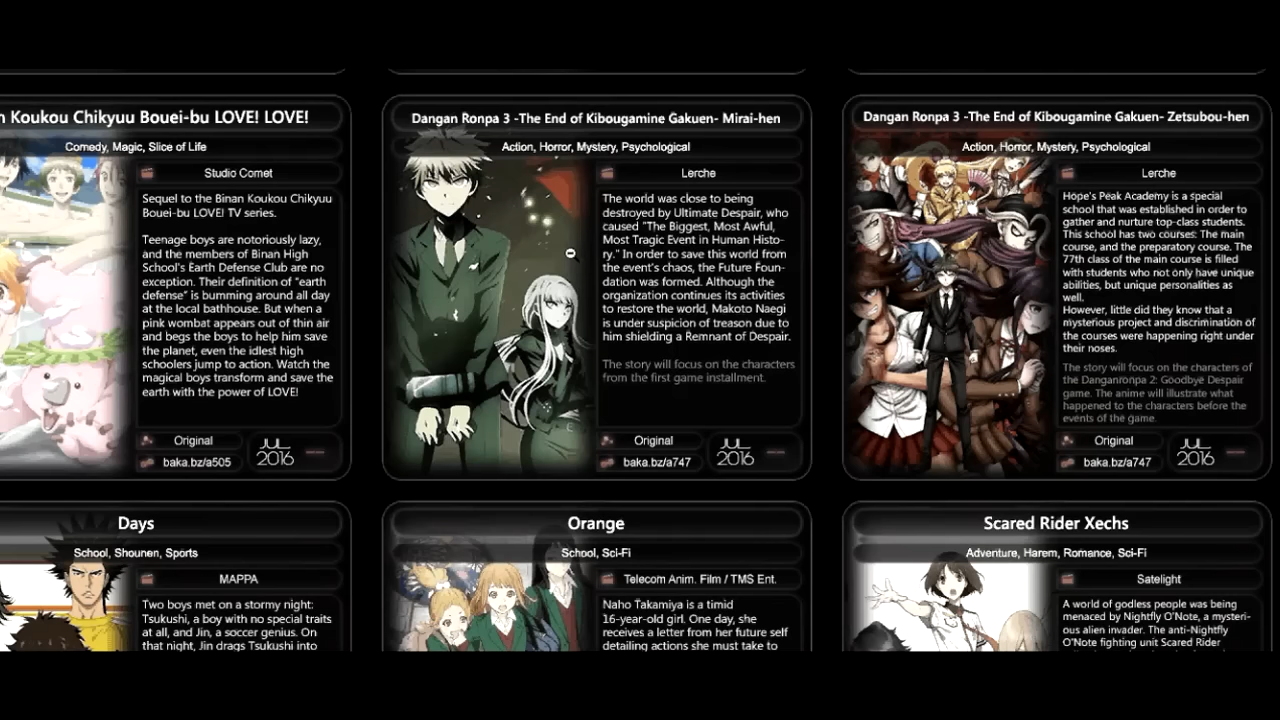 n Koukou Chikyuu Bouei-bu LOVE! LOVE!
Comedy, Magic, Slice of Life
Studio Comet
Sequel to the Binan Koukou Chikyuu
Bouei-bu LOVE! TV series.
Teenage boys are notoriously lazy,
and the members of Binan High
School's Earth Defense Club are no
exception. Their definition of "earth
defense" is bumming around all day
at the local bathhouse. But when a
pink wombat appears out of thin air
and begs the boys to help him save
the planet, even the idlest high
schoolers jump to action. Watch the
magical boys transform and save the
earth with the power of LOVE!
Original
baka.bz/a505
JUL
2016
Dangan Ronpa 3 -The End of Kibougamine Gakuen- Mirai-hen
Action, Horror, Mystery, Psychological
Lerche
The world was close to being
destroyed by Ultimate Despair, who
caused "The Biggest, Most Awful,
Most Tragic Event in Human Histo-
ry." In order to save this world from
the event's chaos, the Future Foun-
dation was formed. Although the
organization continues its activities
to restore the world, Makoto Naegi
is under suspicion of treason due to
him shielding a Remnant of Despair.
The story will focus on the characters
from the first game installment.
Original
baka.bz/a747
JUL
2016
Dangan Ronpa 3 -The End of Kibougamine Gakuen- Zetsubou-hen
Action, Horror, Mystery, Psychological
Lerche
Hope's Peak Academy is a special
school that was established in order to
gather and nurture top-class students.
This school has two courses: The main
course, and the preparatory course. The
77th class of the main course is filled
with students who not only have unique
abilities, but unique personalities as
well.
However, little did they know that a
mysterious project and discrimination of
the courses were happening right under
their noses.
The story will focus on the characters of
the Danganronpa 2: Goodbye Despair
game. The anime will illustrate what
happened to the characters before the
events of the game.
Original
baka.bz/a747
JUL
2016
Days
School, Shounen, Sports
MAPPA
Two boys met on a stormy night:
Tsukushi, a boy with no special traits
at all, and Jin, a soccer genius. On
that night, Jin drags Tsukushi into
Orange
School, Sci-Fi
Telecom Anim. Film / TMS Ent.
Naho Takamiya is a timid
16-year-old girl. One day, she
receives a letter from her future self
detailing actions she must take to
Scared Rider Xechs
Adventure, Harem, Romance, Sci-Fi
Satelight
A world of godless people was being
menaced by Nightfly O'Note, a mysteri-
ous alien invader. The anti-Nightfly
O'Note fighting unit Scared Rider